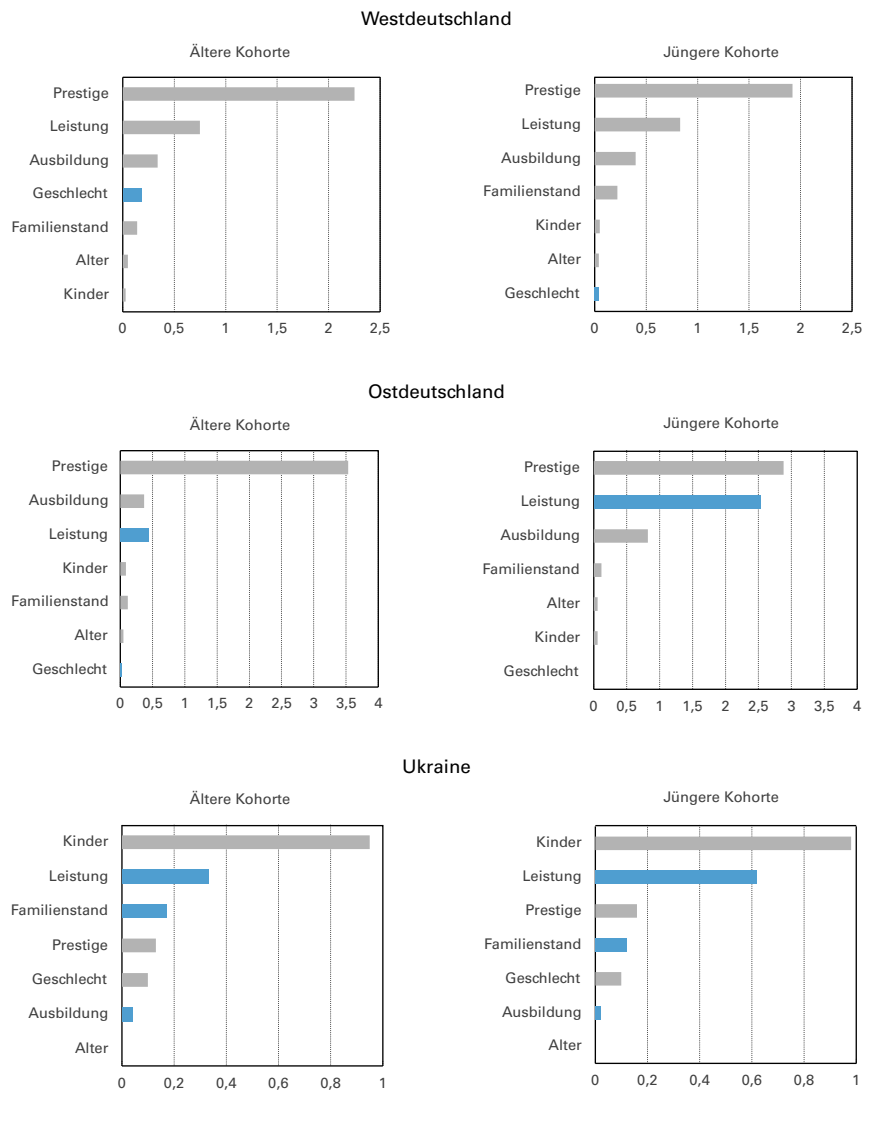 Westdeutschland
Ältere Kohorte
Prestige
Leistung
Ausbildung
Geschlecht
Familienstand
Alter
Kinder
0 0,5 1 1,5 2 2,5
Jüngere Kohorte
Prestige
Leistung
Ausbildung
Familienstand
Kinder
Alter
Geschlecht
0 0,5 1 1,5 2 2,5
Ostdeutschland
Ältere Kohorte
Prestige
Ausbildung
Leistung
Kinder
Familienstand
Alter
Geschlecht
0 0,5 1 1,5 2 2,5 3 3,5 4
Jüngere Kohorte
Prestige
Leistung
Ausbildung
Familienstand
Alter
Kinder
Geschlecht
0 0,5 1 1,5 2 2,5 3 3,5 4
Ukraine
Ältere Kohorte
Kinder
Leistung
Familienstand
Prestige
Geschlecht
Ausbildung
Alter
0 0,2 0,4 0,6 0,8 1
Jüngere Kohorte
Kinder
Leistung
Prestige
Familienstand
Geschlecht
Ausbildung
Alter
0 0,2 0,4 0,6 0,8 1